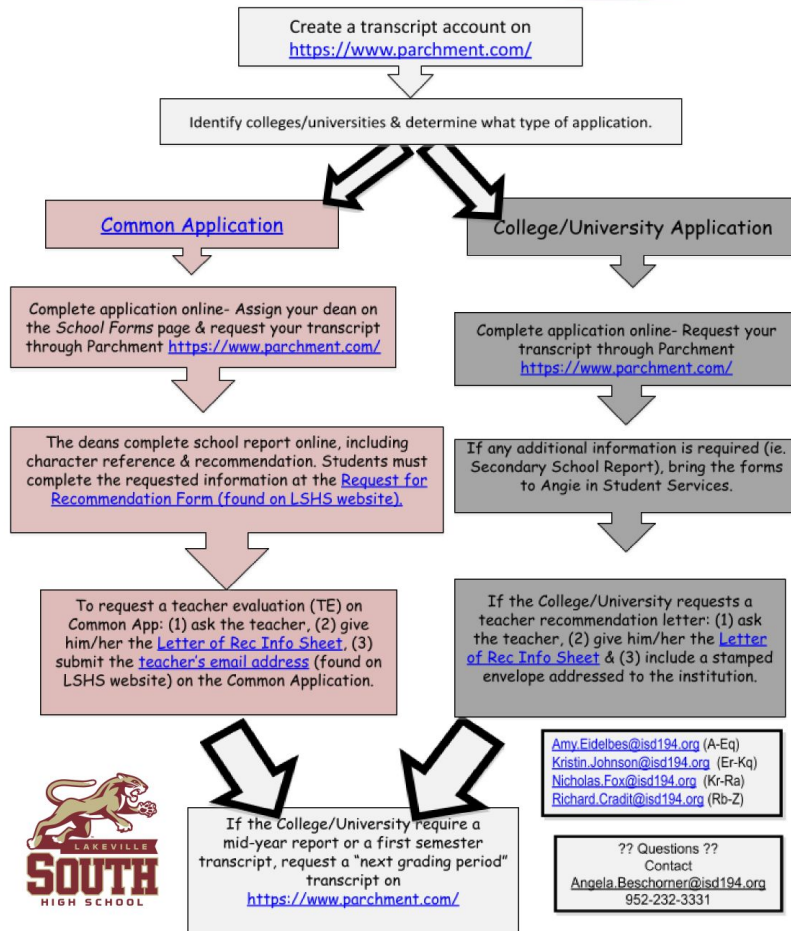 Create a transcript account on
https://www.parchment.com/
Identify colleges/universities & determine what type of application.
Common Application
Complete application online- Assign your dean on
the School Forms page & request your transcript
through Parchment https://www.parchment.com/
The deans complete school report online, including
character reference & recommendation. Students must
complete the requested information at the Request for
Recommendation Form (found on LSHS website).
To request a teacher evaluation (TE) on
Common App: (1) ask the teacher, (2) give
him/her the Letter of Rec Info Sheet, (3)
submit the teacher's email address (found on
LSHS website) on the Common Application.
College/University Application
Complete application online- Request your
transcript through Parchment
https://www.parchment.com/
If any additional information is required (ie.
Secondary School Report), bring the forms
to Angie in Student Services.
If the College/University requests a
teacher recommendation letter: (1) ask
the teacher, (2) give him/her the Letter
of Rec Info Sheet & (3) include a stamped
envelope addressed to the institution.
If the College/University require a
mid-year report or a first semester
transcript, request a “next grading period”
transcript on
https://www.parchment.com/
Amy.Eidelbes@isd194.org (A-Eq)
Kristin.Johnson@isd194.org (Er-Kq)
Nicholas.Fox@isd194.org (Kr-Ra)
Richard.Cradit@isd194.org (Rb-Z)
?? Questions ??
Contact
Angela.Beschorner@isd194.org
952-232-3331
LAKEVILLE
SOUTH
HIGH SCHOOL